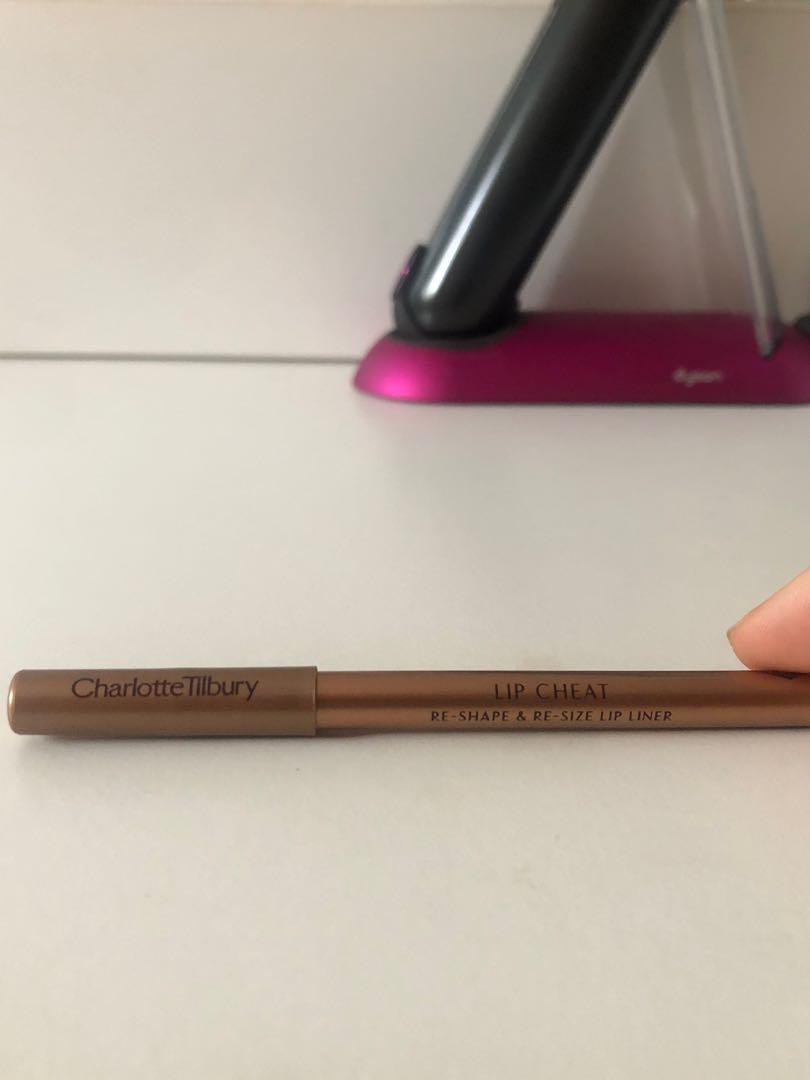 dyson
CharlotteTilbury
LIP CHEAT
RE-SHAPE & RE-SIZE LIP LINER